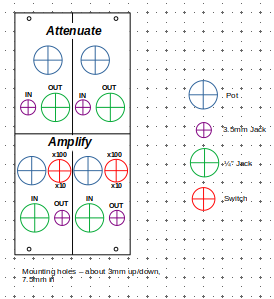 Attenuate
IN OUT IN OUT
Amplify
x100 x100
x10 x10
IN OUT IN OUT
Pot
3.5mm Jack
¼" Jack
Switch
Mounting holes – about 3mm up/down,
7.5mm in